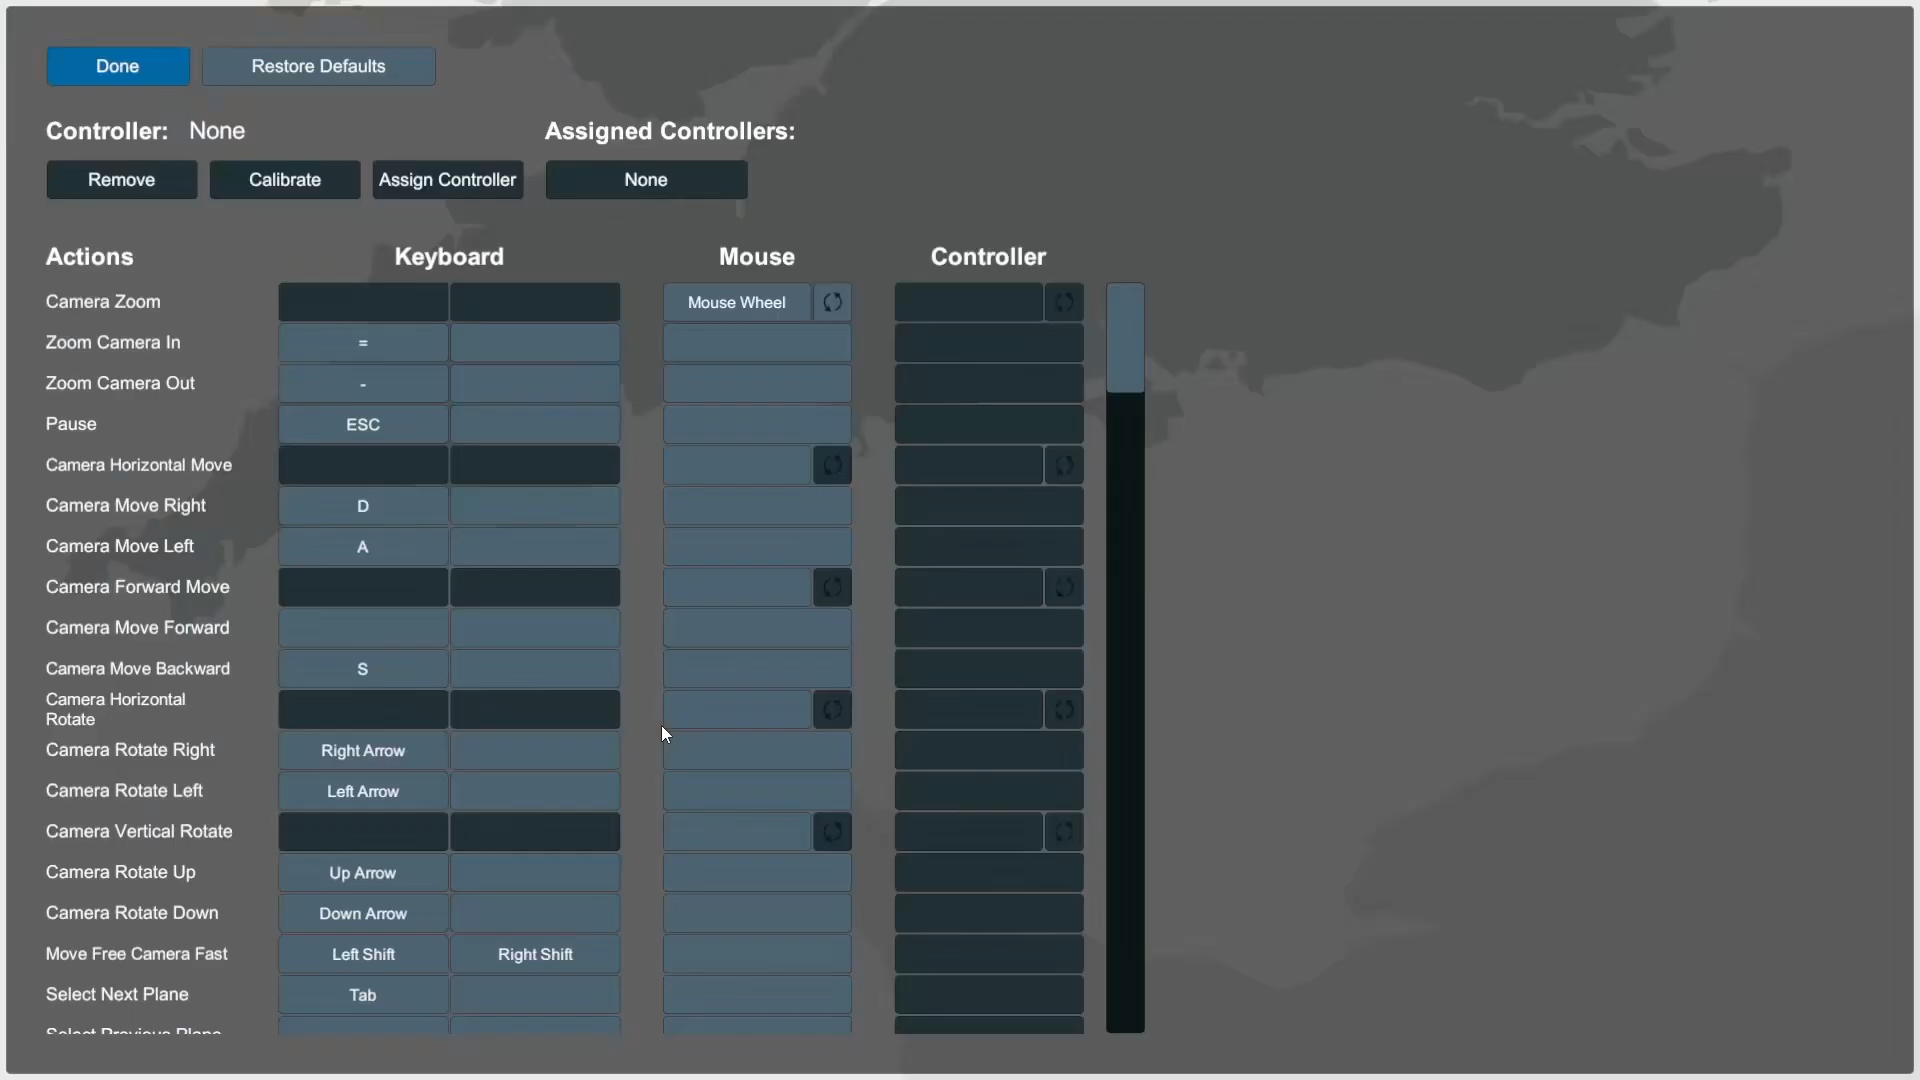 Done Restore Defaults
Controller: None Assigned Controllers:
Remove Calibrate Assign Controller None
Actions Keyboard Mouse Controller
Camera Zoom Mouse Wheel
Zoom Camera In =
Zoom Camera Out -
Pause ESC
Camera Horizontal Move
Camera Move Right D
Camera Move Left A
Camera Forward Move
Camera Move Forward
Camera Move Backward S
Camera Horizontal
Rotate
Camera Rotate Right Right Arrow
Camera Rotate Left Left Arrow
Camera Vertical Rotate
Camera Rotate Up Up Arrow
Camera Rotate Down Down Arrow
Move Free Camera Fast Left Shift Right Shift
Select Next Plane Tab
Select Previous Plane